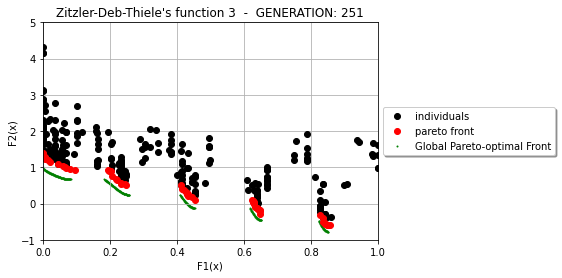 Zitzler-Deb-Thiele's function 3 - GENERATION: 251
5
4
3
2
1
0
−1
F2(x)
0.0
0.2
0.4
0.6
0.8
1.0
F1(x)
individuals
pareto front
Global Pareto-optimal Front